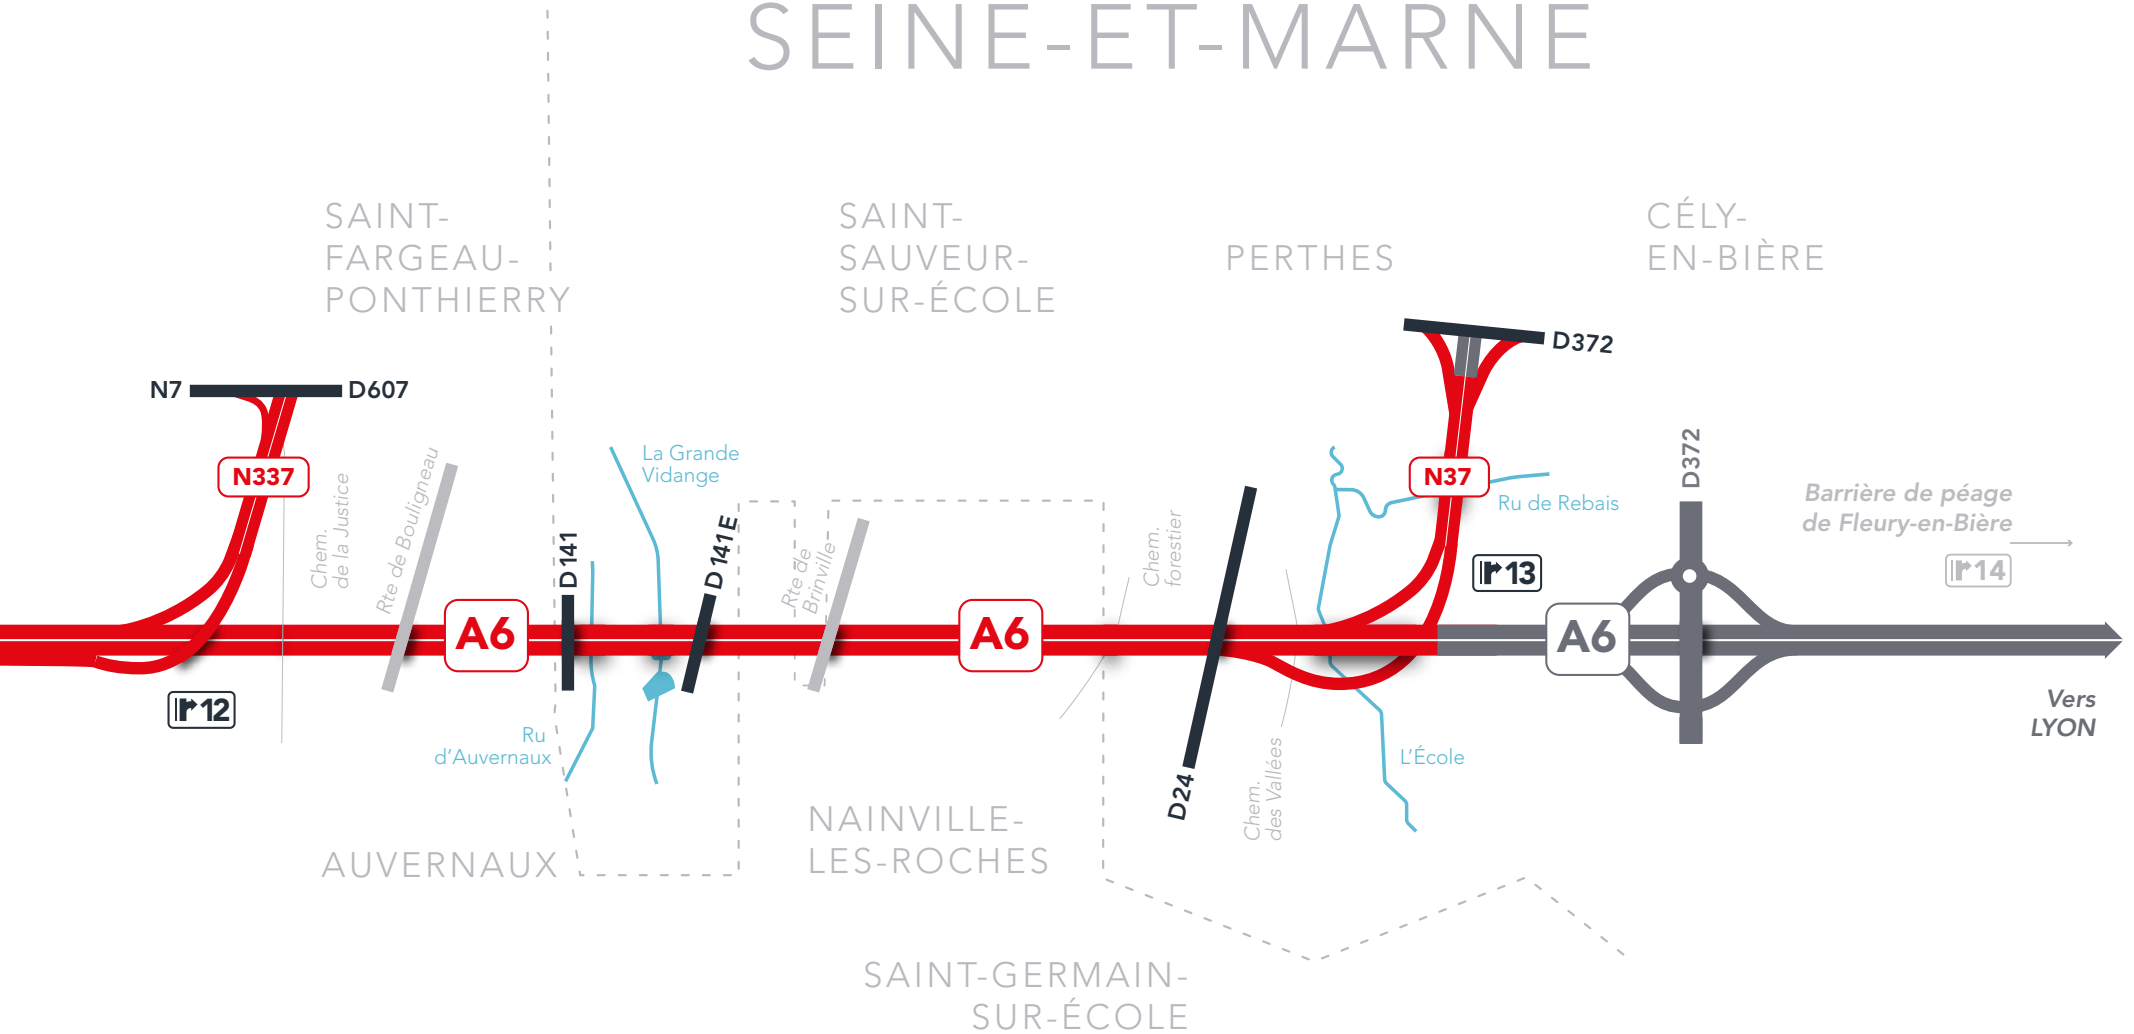 SEINE-ET-MARNE
SAINT-
FARGEAU-
PONTHIERRY
SAINT-
SAUVEUR-
SUR-ÉCOLE
PERTHES
CÉLY-
EN-BIÈRE
N7
D607
D372
N337
Chem.
de la Justice
Rte de Bouligneau
La Grande
Vidange
D141
D141E
Rte de
Brinville
Chem.
forestier
N37
Ru de Rebais
13
D372
Barrière de péage
de Fleury-en-Bière
14
A6
A6
A6
12
Ru
d'Auvernaux
Vers
LYON
D24
Chem.
des Vallées
L'École
AUVERNAUX
NAINVILLE-
LES-ROCHES
SAINT-GERMAIN-
SUR-ÉCOLE